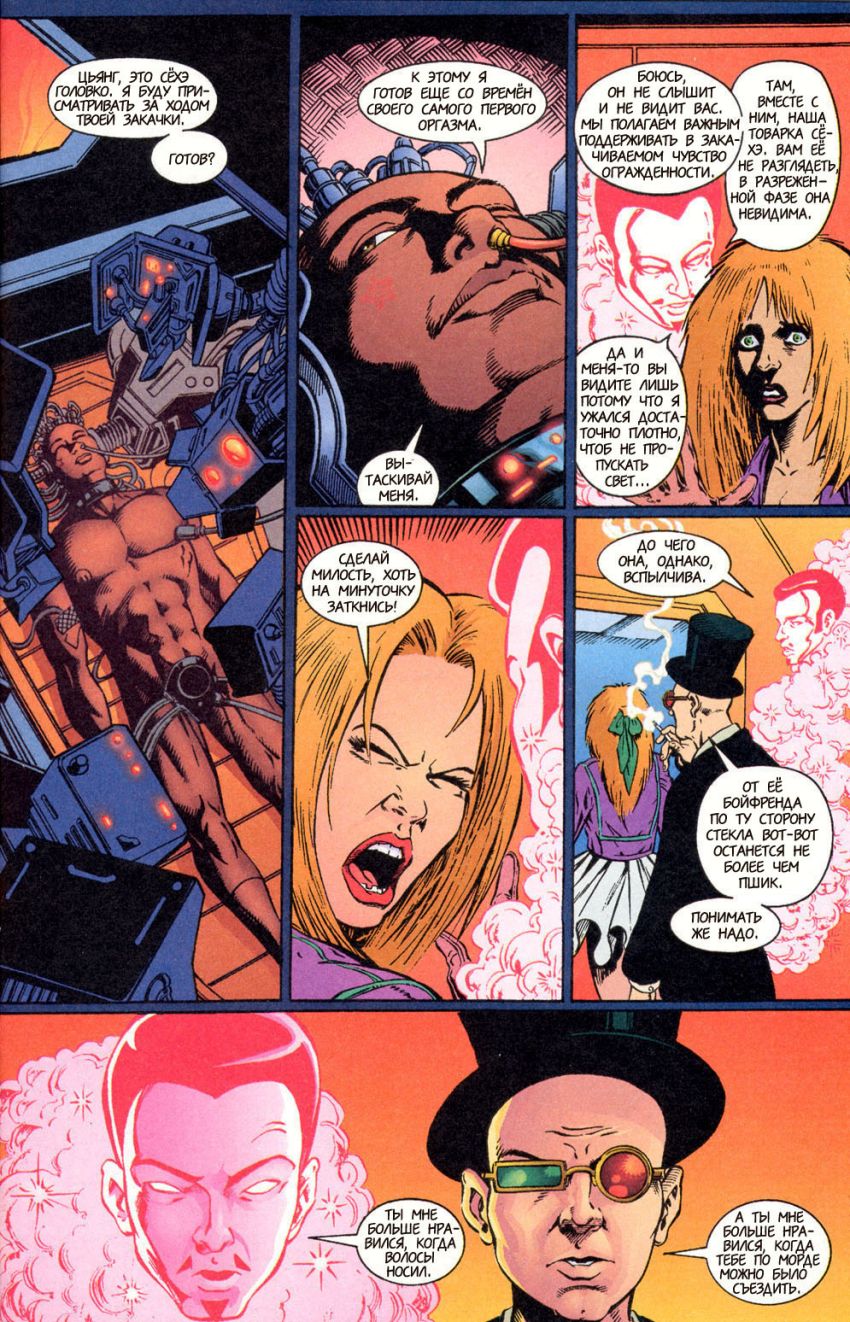 ЦЬЯНГ, ЭТО СЁХЭ
ГОЛОВКО. Я БУДУ ПРИ-
СМАТРИВАТЬ ЗА ХОДОМ
ТВОЕЙ ЗАКАЧКИ.
ГОТОВ?
К ЭТОМУ Я
ГОТОВ ЕЩЕ СО ВРЕМЁН
СВОЕГО САМОГО ПЕРВОГО
ОРГАЗМА.
ВЫ-
ТАСКИВАЙ
МЕНЯ.
БОЮСЬ,
ОН НЕ СЛЫШИТ
И НЕ ВИДИТ ВАС.
МЫ ПОЛАГАЕМ ВАЖНЫМ
ПОДДЕРЖИВАТЬ В ЗАКА-
ЧИВАЕМОМ ЧУВСТВО
ОГРАЖДЕННОСТИ.
ТАМ,
ВМЕСТЕ С
НИМ, НАША
ТОВАРКА СЁ-
ХЭ. ВАМ ЕЁ
НЕ РАЗГЛЯДЕТЬ,
В РАЗРЕЖЕН-
НОЙ ФАЗЕ ОНА
НЕВИДИМА.
ДА И
МЕНЯ-ТО ВЫ
ВИДИТЕ ЛИШЬ
ПОТОМУ ЧТО Я
УЖАЛСЯ ДОСТА-
ТОЧНО ПЛОТНО,
ЧТОБ НЕ ПРО-
ПУСКАТЬ
СВЕТ...
СДЕЛАЙ
МИЛОСТЬ, ХОТЬ
НА МИНУТОЧКУ
ЗАТКНИСЬ!
ДО ЧЕГО
ОНА, ОДНАКО,
ВСПЫЛЧИВА.
ОТ ЕЁ
БОЙФРЕНДА
ПО ТУ СТОРОНУ
СТЕКЛА ВОТ-ВОТ
ОСТАНЕТСЯ НЕ
БОЛЕЕ ЧЕМ
ПШИК.
ПОНИМАТЬ
ЖЕ НАДО.
ТЫ МНЕ
БОЛЬШЕ НРА-
ВИЛСЯ, КОГДА
ВОЛОСЫ
НОСИЛ.
А ТЫ МНЕ
БОЛЬШЕ НРА-
ВИЛСЯ, КОГДА
ТЕБЕ ПО МОРДЕ
МОЖНО БЫЛО
СЪЕЗДИТЬ.